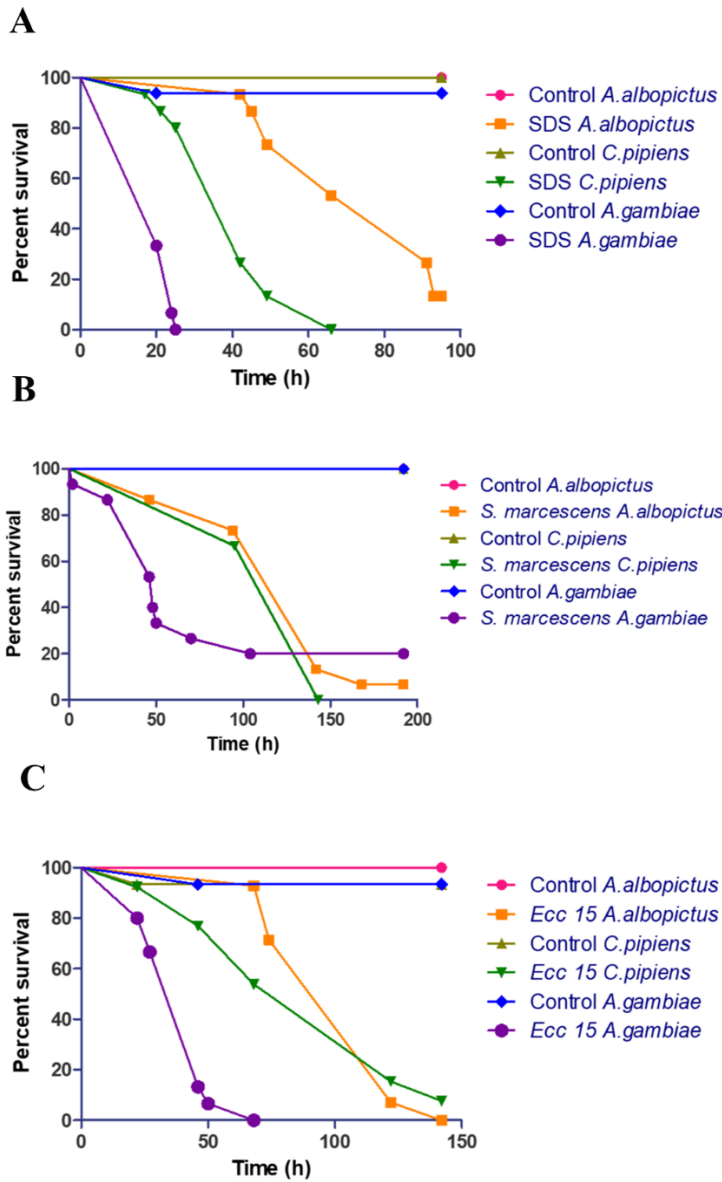 A
Percent survival
100
80
60
40
20
0
0 20 40 60 80 100
Time (h)
Control A.albopictus
SDS A.albopictus
Control C.pipiens
SDS C.pipiens
Control A.gambiae
SDS A.gambiae
B
Percent survival
100
80
60
40
20
0
0 50 100 150 200
Time (h)
Control A.albopictus
S. marcescens A.albopictus
Control C.pipiens
S. marcescens C.pipiens
Control A.gambiae
S. marcescens A.gambiae
C
Percent survival
100
80
60
40
20
0
0 50 100 150
Time (h)
Control A.albopictus
Ecc 15 A.albopictus
Control C.pipiens
Ecc 15 C.pipiens
Control A.gambiae
Ecc 15 A.gambiae